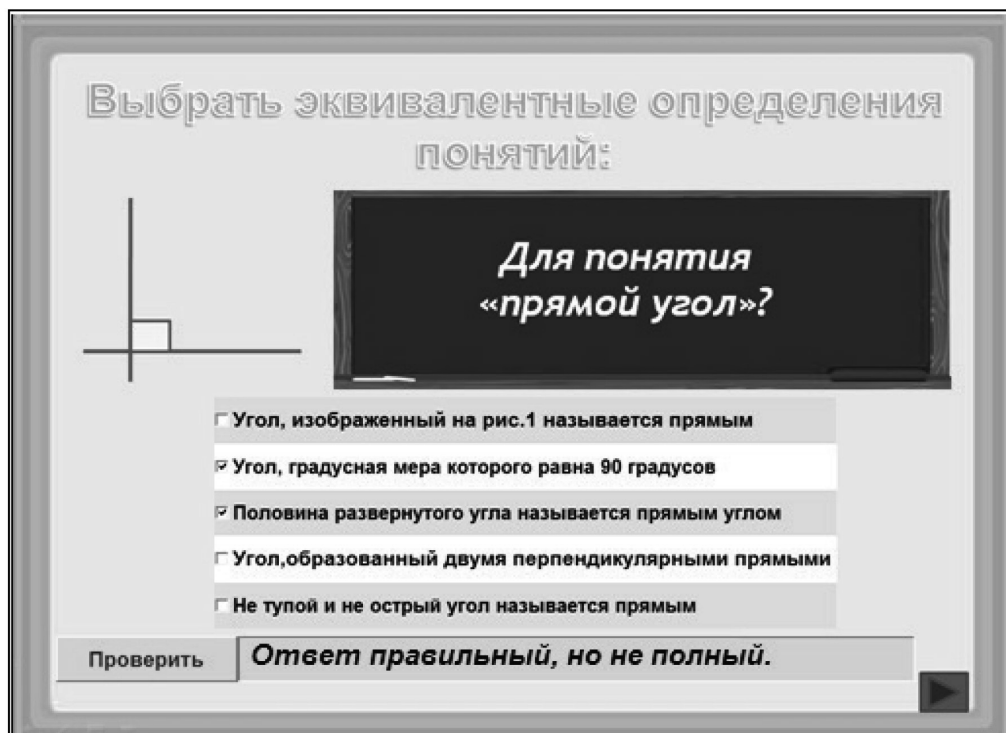 Выбрать эквивалентные определения
понятий:
Для понятия
«прямой угол»?
Угол, изображенный на рис.1 называется прямым
Угол, градусная мера которого равна 90 градусов
Половина развернутого угла называется прямым углом
Угол,образованный двумя перпендикулярными прямыми
Не тупой и не острый угол называется прямым
Проверить
Ответ правильный, но не полный.